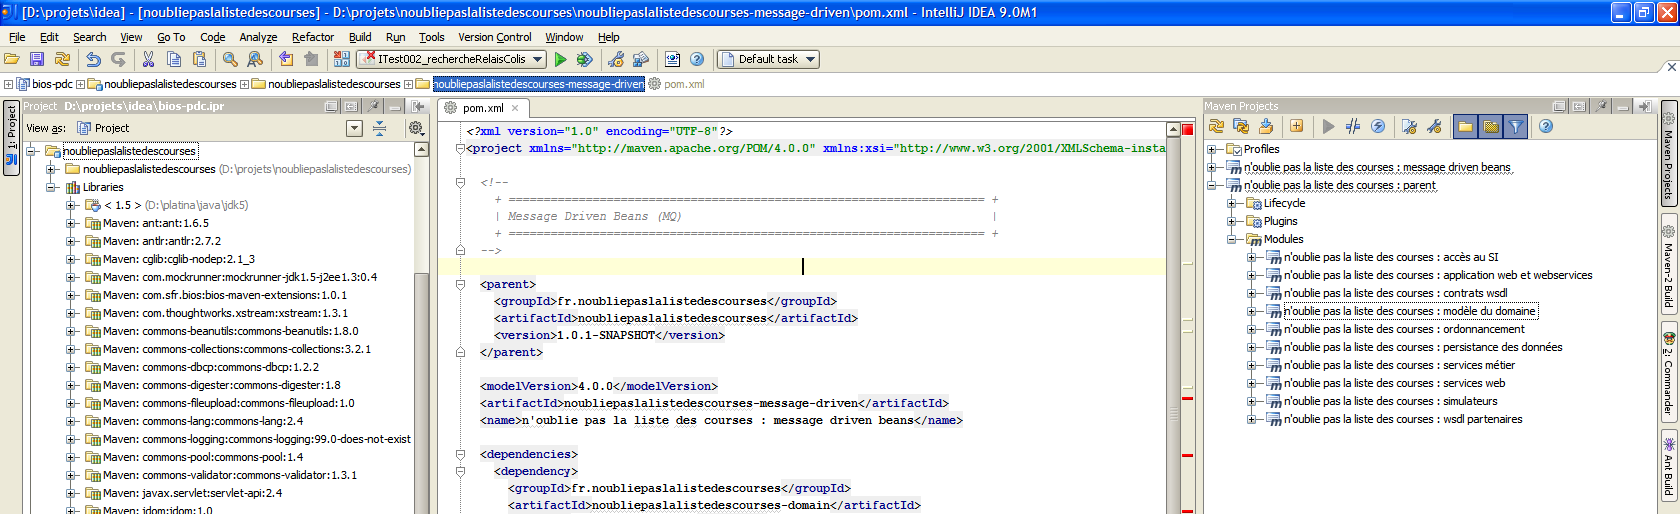 [D:\projets\idea] - [noubliepaslalistedescourses] - D:\projets\noubliepaslalistedescourses\noubliepaslalistedescourses-message-driven\pom.xml - IntelliJ IDEA 9.0M1
File Edit Search View Go To Code Analyze Refactor Build Run Tools Version Control Window Help
ITest002_rechercheRelaisColis Default task
bios-pdc noubliepaslalistedescourses noubliepaslalistedescourses noubliepaslalistedescourses-message-driven pom.xml
1: Project
Project D:\projets\idea\bios-pdc.ipr
View as: Project
noubliepaslalistedescourses
noubliepaslalistedescourses (D:\projets\noubliepaslalistedescourses)
Libraries
< 1.5 > (D:\platina\java\jdk5)
Maven: ant:ant:1.6.5
Maven: antlr:antlr:2.7.2
Maven: cglib:cglib-nodep:2.1_3
Maven: com.mockrunner:mockrunner-jdk1.5-j2ee1.3:0.4
Maven: com.sfr.bios:bios-maven-extensions:1.0.1
Maven: com.thoughtworks.xstream:xstream:1.3.1
Maven: commons-beanutils:commons-beanutils:1.8.0
Maven: commons-collections:commons-collections:3.2.1
Maven: commons-dbcp:commons-dbcp:1.2.2
Maven: commons-digester:commons-digester:1.8
Maven: commons-fileupload:commons-fileupload:1.0
Maven: commons-lang:commons-lang:2.4
Maven: commons-logging:commons-logging:99.0-does-not-exist
Maven: commons-pool:commons-pool:1.4
Maven: commons-validator:commons-validator:1.3.1
Maven: javax.servlet:servlet-api:2.4
Maven: jdom:jdom:1.0
pom.xml
<?xml version="1.0" encoding="UTF-8"?>
<project xmlns="http://maven.apache.org/POM/4.0.0" xmlns:xsi="http://www.w3.org/2001/XMLSchema-insta
<!--
+ ==================================================================== +
| Message Driven Beans (MQ) |
+ ==================================================================== +
-->
<parent>
<groupId>fr.noubliepaslalistedescourses</groupId>
<artifactId>noubliepaslalistedescourses</artifactId>
<version>1.0.1-SNAPSHOT</version>
</parent>
<modelVersion>4.0.0</modelVersion>
<artifactId>noubliepaslalistedescourses-message-driven</artifactId>
<name>n'oublie pas la liste des courses : message driven beans</name>
<dependencies>
<dependency>
<groupId>fr.noubliepaslalistedescourses</groupId>
<artifactId>noubliepaslalistedescourses-domain</artifactId>
Maven Projects
Profiles
n'oublie pas la liste des courses : message driven beans
n'oublie pas la liste des courses : parent
Lifecycle
Plugins
Modules
n'oublie pas la liste des courses : accès au SI
n'oublie pas la liste des courses : application web et webservices
n'oublie pas la liste des courses : contrats wsdl
n'oublie pas la liste des courses : modèle du domaine
n'oublie pas la liste des courses : ordonnancement
n'oublie pas la liste des courses : persistance des données
n'oublie pas la liste des courses : services métier
n'oublie pas la liste des courses : services web
n'oublie pas la liste des courses : simulateurs
n'oublie pas la liste des courses : wsdl partenaires
Maven Projects
Maven-2 Build
2: Commander
Ant Build